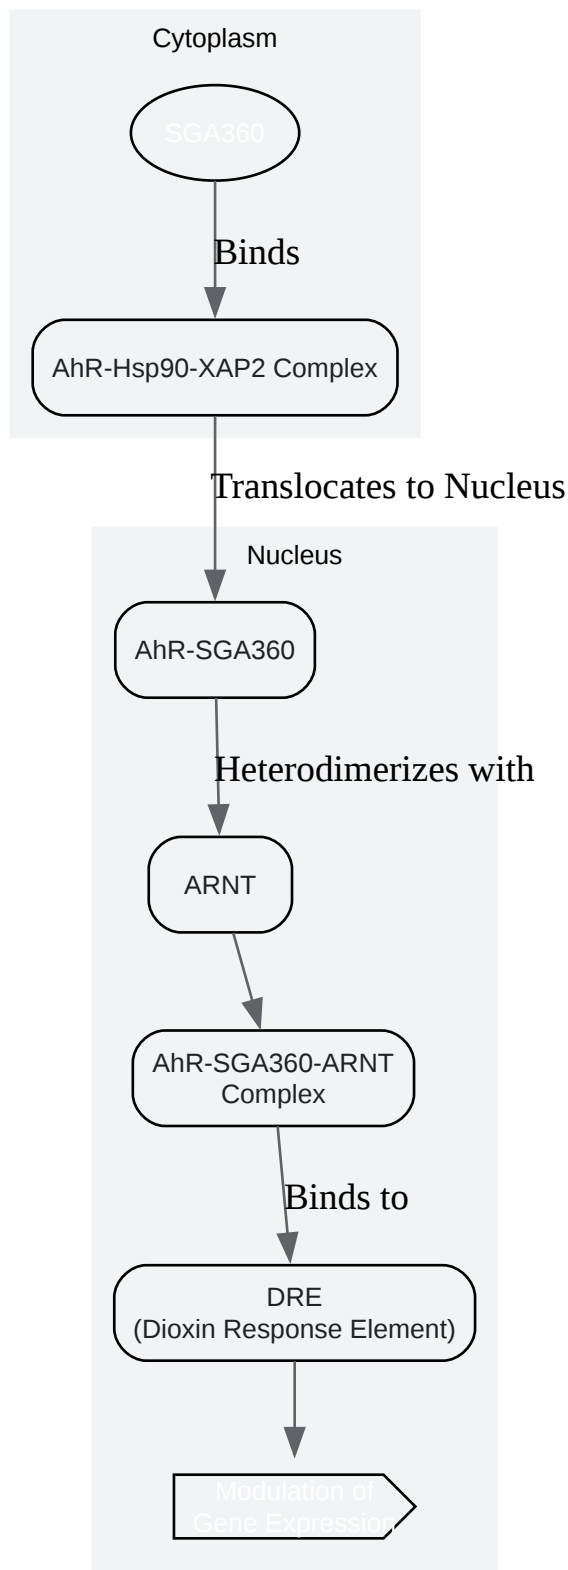 Cytoplasm
SGA360
Binds
AhR-Hsp90-XAP2 Complex
Translocates to Nucleus
Nucleus
AhR-SGA360
Heterodimerizes with
ARNT
AhR-SGA360-ARNT
Complex
Binds to
DRE
(Dioxin Response Element)
Modulation of
Gene Expression